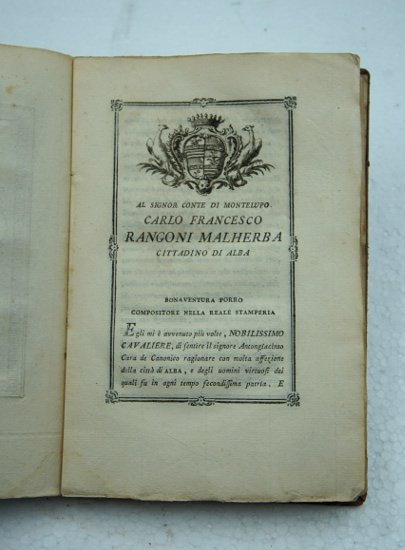 AL SIGNOR CONTE DI MONTELUPO
CARLO FRANCESCO
RANGONI MALHERBA
CITTADINO DI ALBA
BONAVENTURA PORRO
COMPOSITORE NELLA REALE STAMPERIA
Egli mi è avvenuto più volte, NOBILISSIMO
CAVALIERE, di sentire il signore Antongiacinto
Cara de Canonico ragionare con molta affezione
della città di ALBA, e degli uomini virtuosi dei
quali fu in ogni tempo fecondissima patria. E